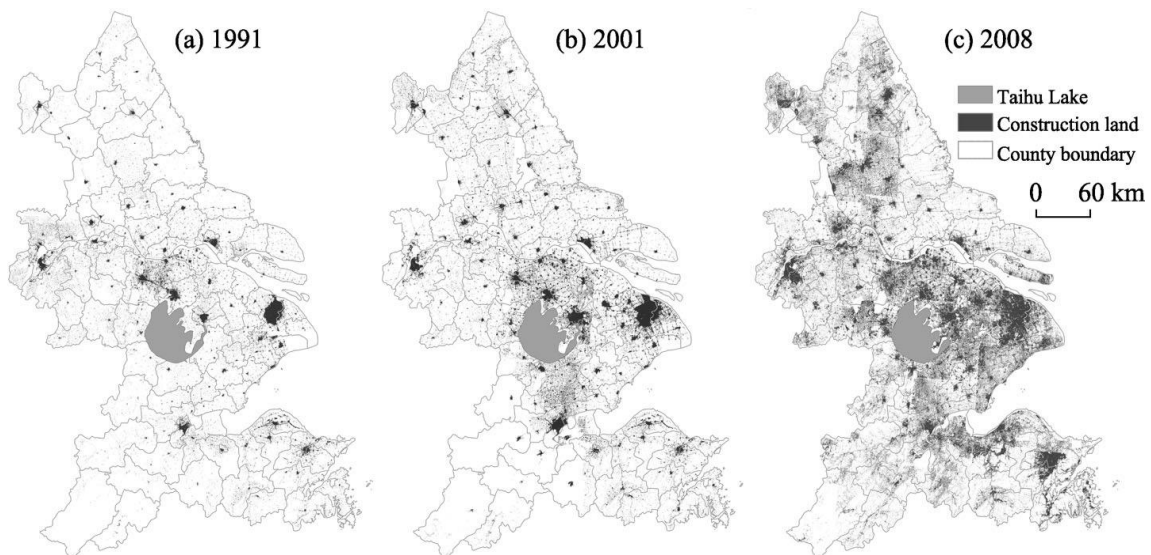 (a) 1991
(b) 2001
(c) 2008
Taihu Lake
Construction land
County boundary
0 60 km